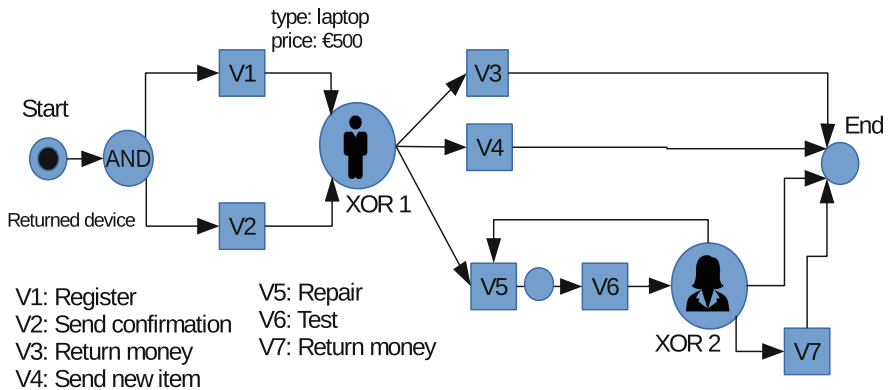 type: laptop
price: €500
V1
V3
Start
End
AND
V4
XOR 1
Returned device
V2
V5
V6
XOR 2
V7
V1: Register
V2: Send confirmation
V3: Return money
V4: Send new item
V5: Repair
V6: Test
V7: Return money